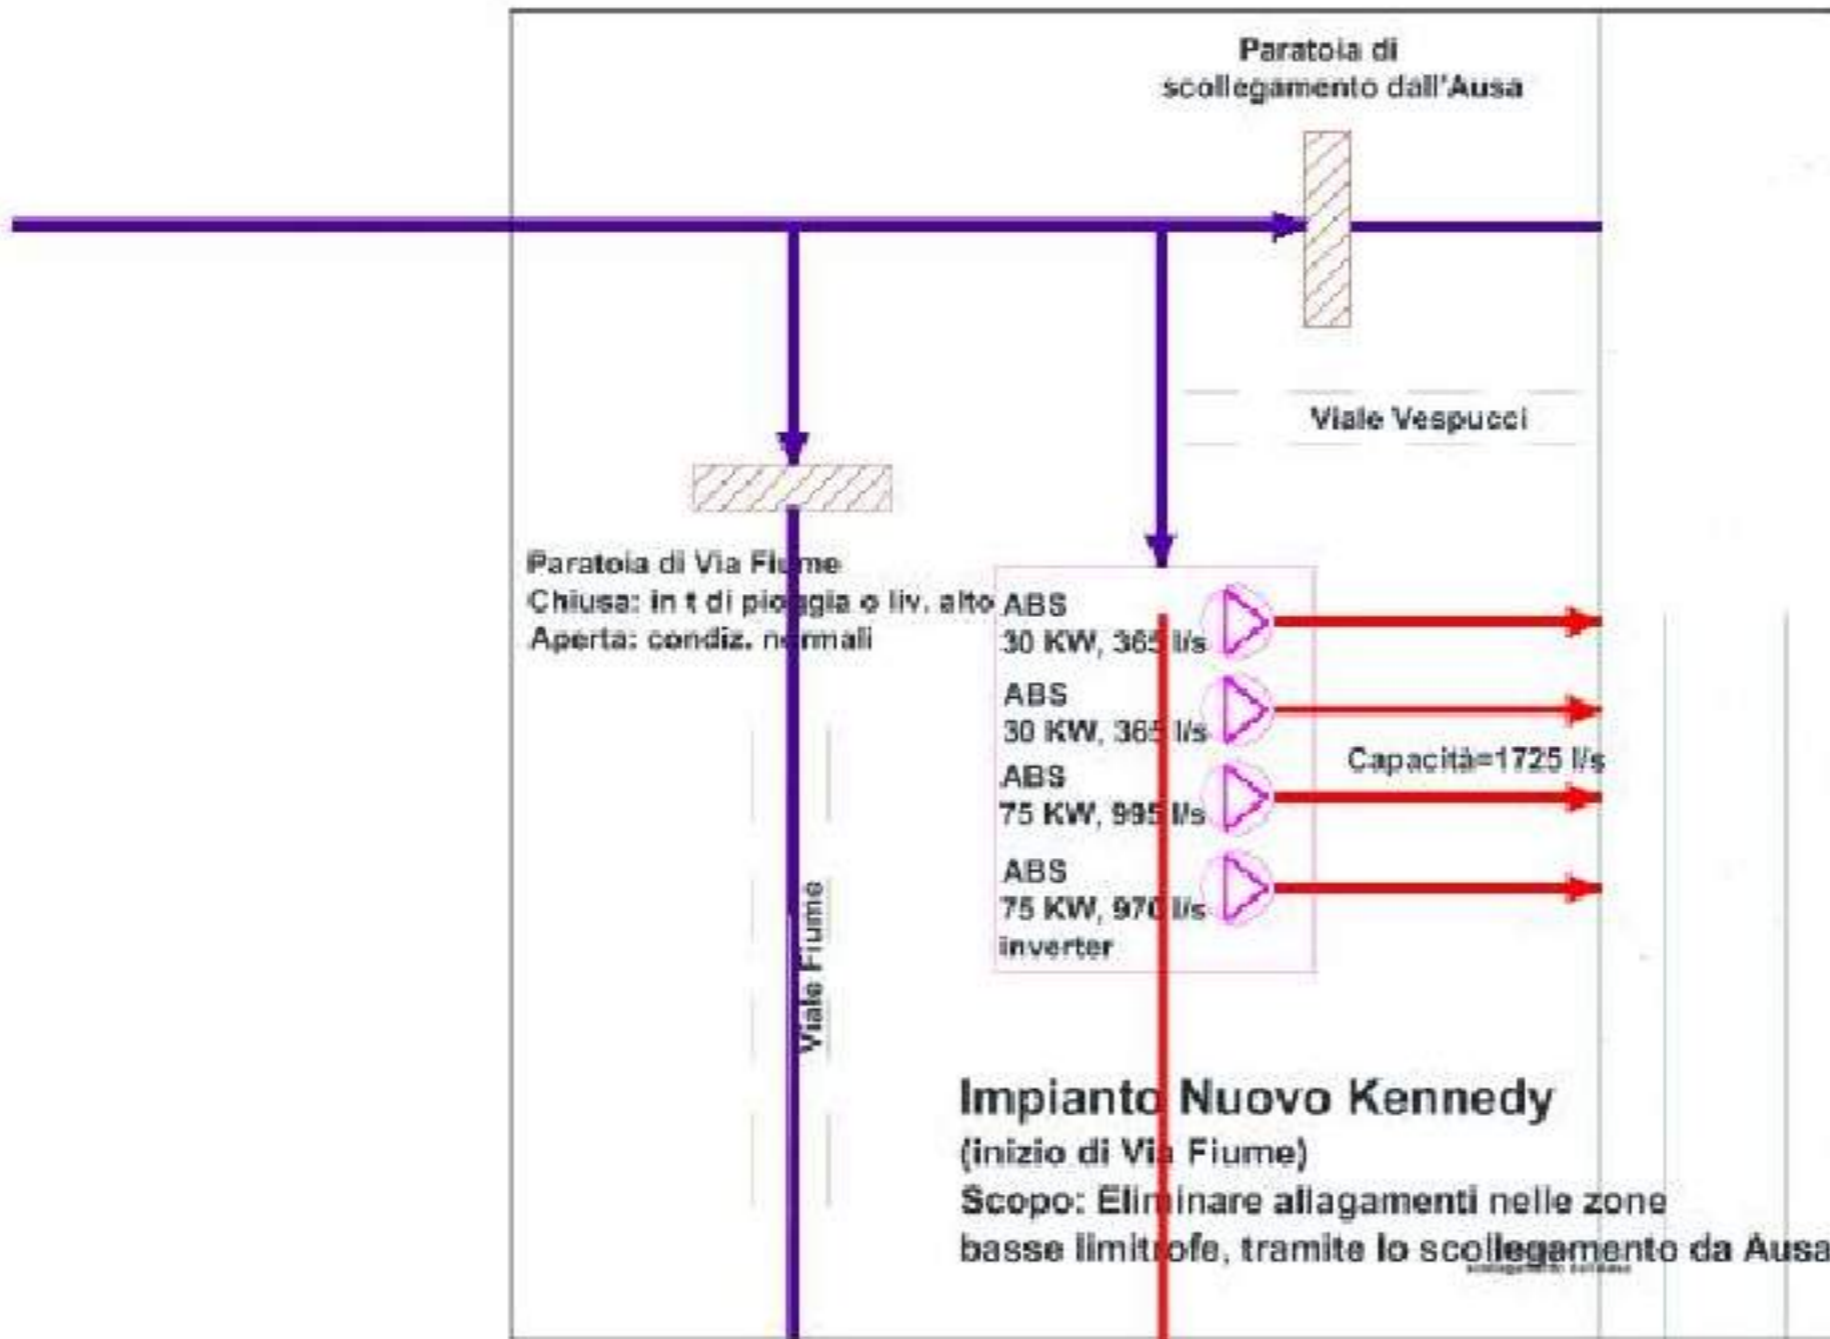 Paratoia di
scollegamento dall'Ausa
Viale Vespucci
Paratoia di Via Fiume
Chiusa: in t di pioggia o liv. alto
Aperta: condiz. normali
ABS
30 KW, 365 l/s
ABS
30 KW, 365 l/s
ABS
75 KW, 995 l/s
ABS
75 KW, 970 l/s
inverter
Capacità=1725 l/s
Viale Fiume
Impianto Nuovo Kennedy
(inizio di Via Fiume)
Scopo: Eliminare allagamenti nelle zone
basse limitrofe, tramite lo scollegamento da Ausa
scollegamento dall'Ausa